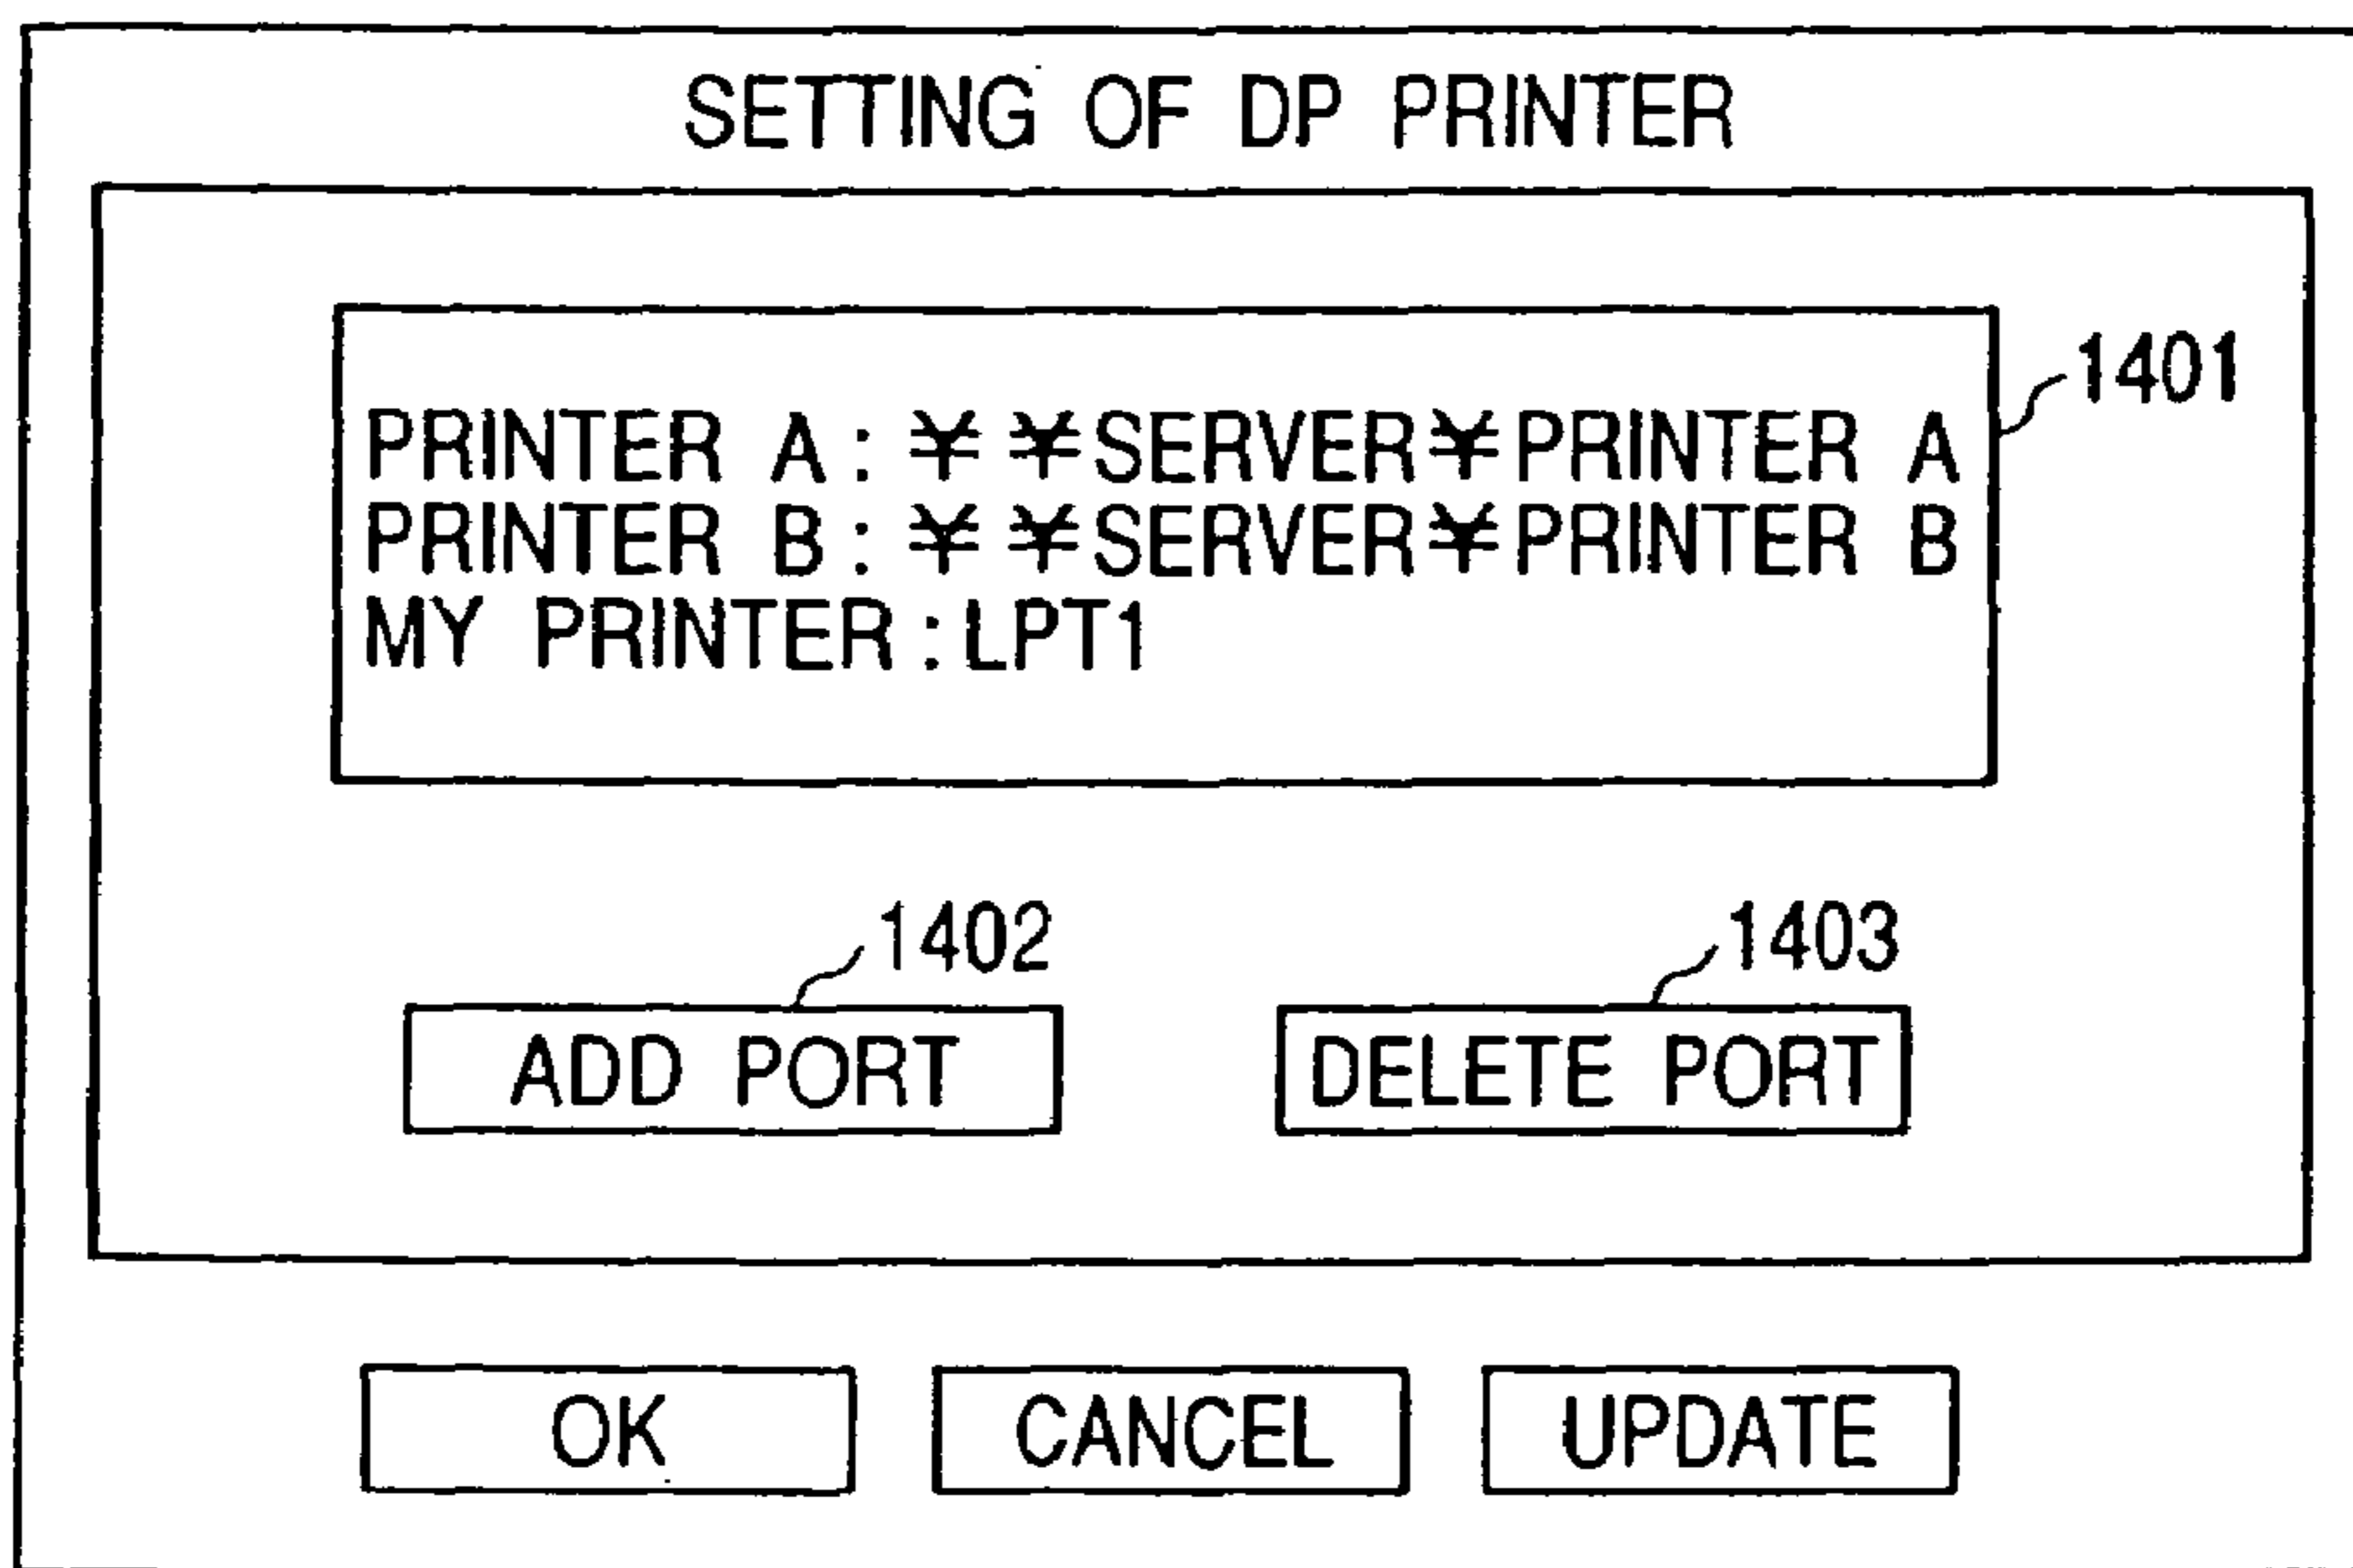 SETTING OF DP PRINTER
1401
PRINTER A: ¥ ¥SERVER¥PRINTER A
PRINTER B: ¥ ¥SERVER¥PRINTER B
MY PRINTER:LPT1
1402 1403
ADD PORT DELETE PORT
OK CANCEL UPDATE